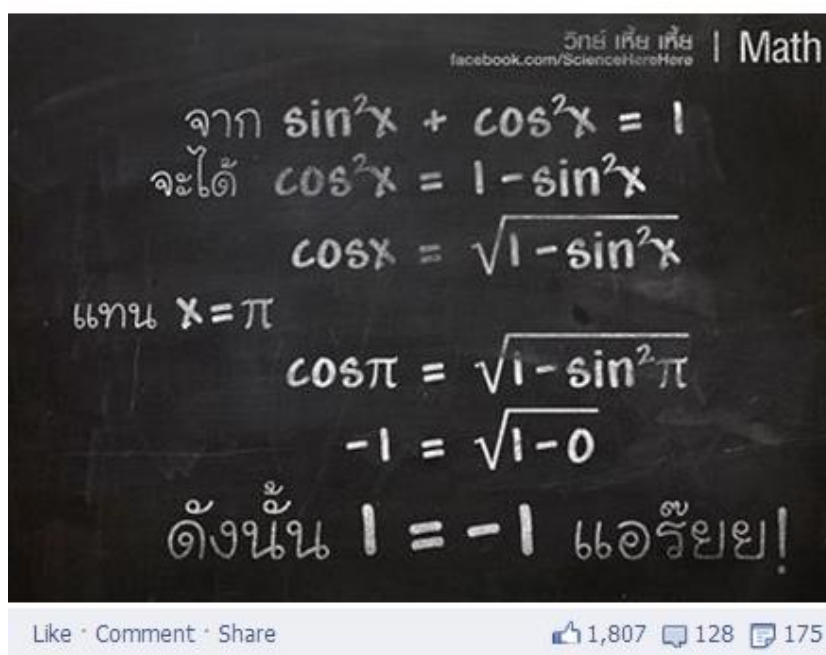 วิทย์ เหี้ย เหี้ย | Math
facebook.com/ScienceHereHere
จาก sin²x + cos²x = 1
จะได้ cos²x = 1 - sin²x
cosx = √1 - sin²x
แทน x = π
cosπ = √1 - sin²π
-1 = √1 - 0
ดังนั้น 1 = -1 แอร๊ยย!
Like · Comment · Share 1,807 128 175